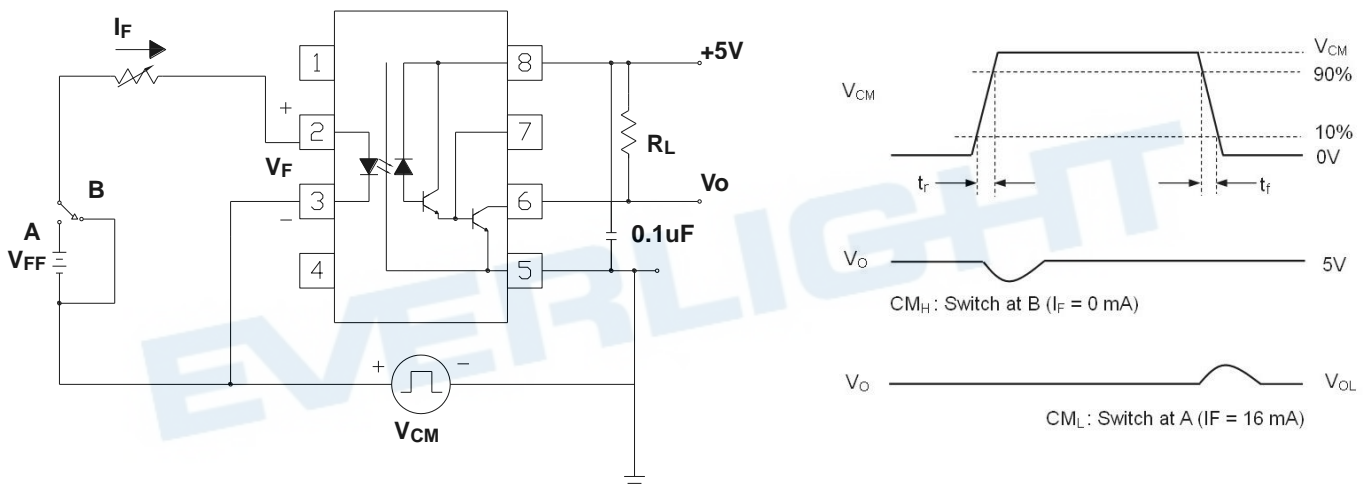 IF
+
1
2
3
4
VF
−
B
A
VFF
8
7
6
5
+5V
RL
Vo
0.1uF
+
−
VCM
VCM
VCM
90%
10%
0V
tr
tf
VO
5V
CMH : Switch at B (IF = 0 mA)
VO
VOL
CML : Switch at A (IF = 16 mA)
EVERLIGHT